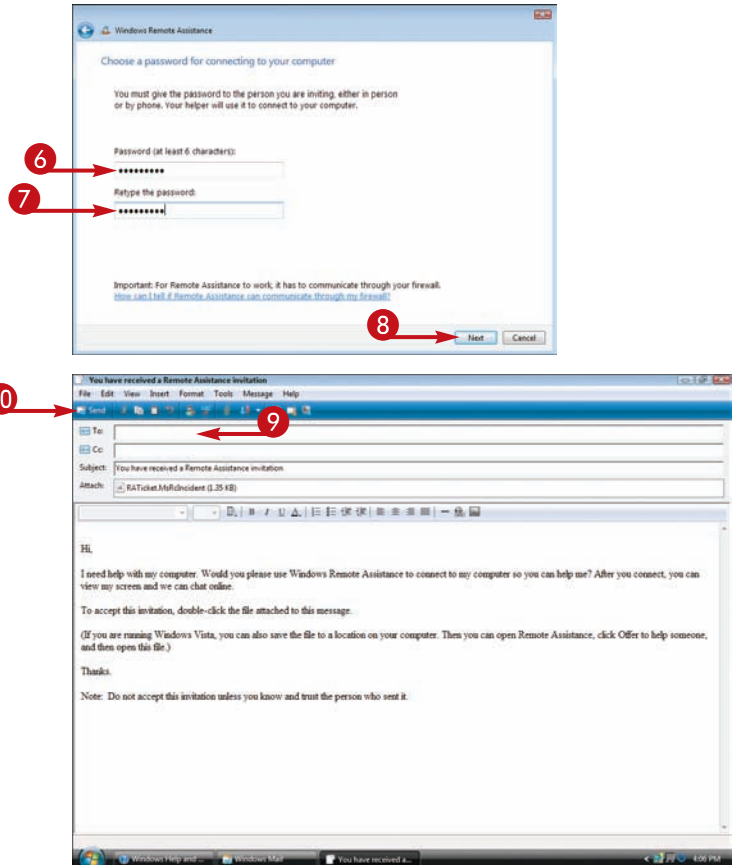 Windows Remote Assistance
Choose a password for connecting to your computer
You must give the password to the person you are inviting, either in person
or by phone. Your helper will use it to connect to your computer.
Password (at least 6 characters):
6
Retype the password:
7
Important: For Remote Assistance to work, it has to communicate through your firewall.
How can I tell if Remote Assistance can communicate through my firewall?
8
Next Cancel
You have received a Remote Assistance invitation
File Edit View Insert Format Tools Message Help
0 Send
To: 9
Cc:
Subject: You have received a Remote Assistance invitation
Attach: RATicket.MsRcIncident (1.35 KB)
B I U A
Hi,
I need help with my computer. Would you please use Windows Remote Assistance to connect to my computer so you can help me? After you connect, you can
view my screen and we can chat online.
To accept this invitation, double-click the file attached to this message.
(If you are running Windows Vista, you can also save the file to a location on your computer. Then you can open Remote Assistance, click Offer to help someone,
and then open this file.)
Thanks.
Note: Do not accept this invitation unless you know and trust the person who sent it.
Windows Help and ... Windows Mail You have received a... 4:06 PM